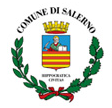 COMUNE DI SALERNO
HIPPOCRATICA
CIVITAS